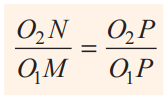 O₂N / O₁M = O₂P / O₁P